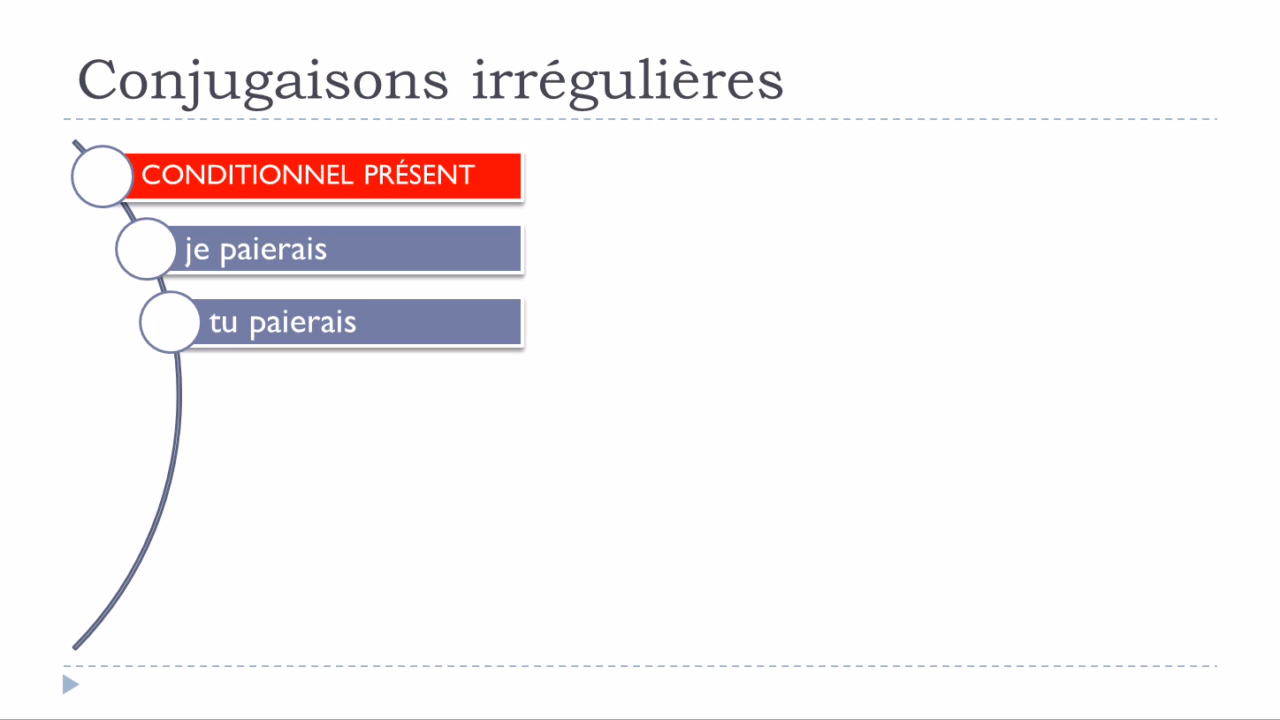 Conjugaisons irrégulières
CONDITIONNEL PRÉSENT
je paierais
tu paierais